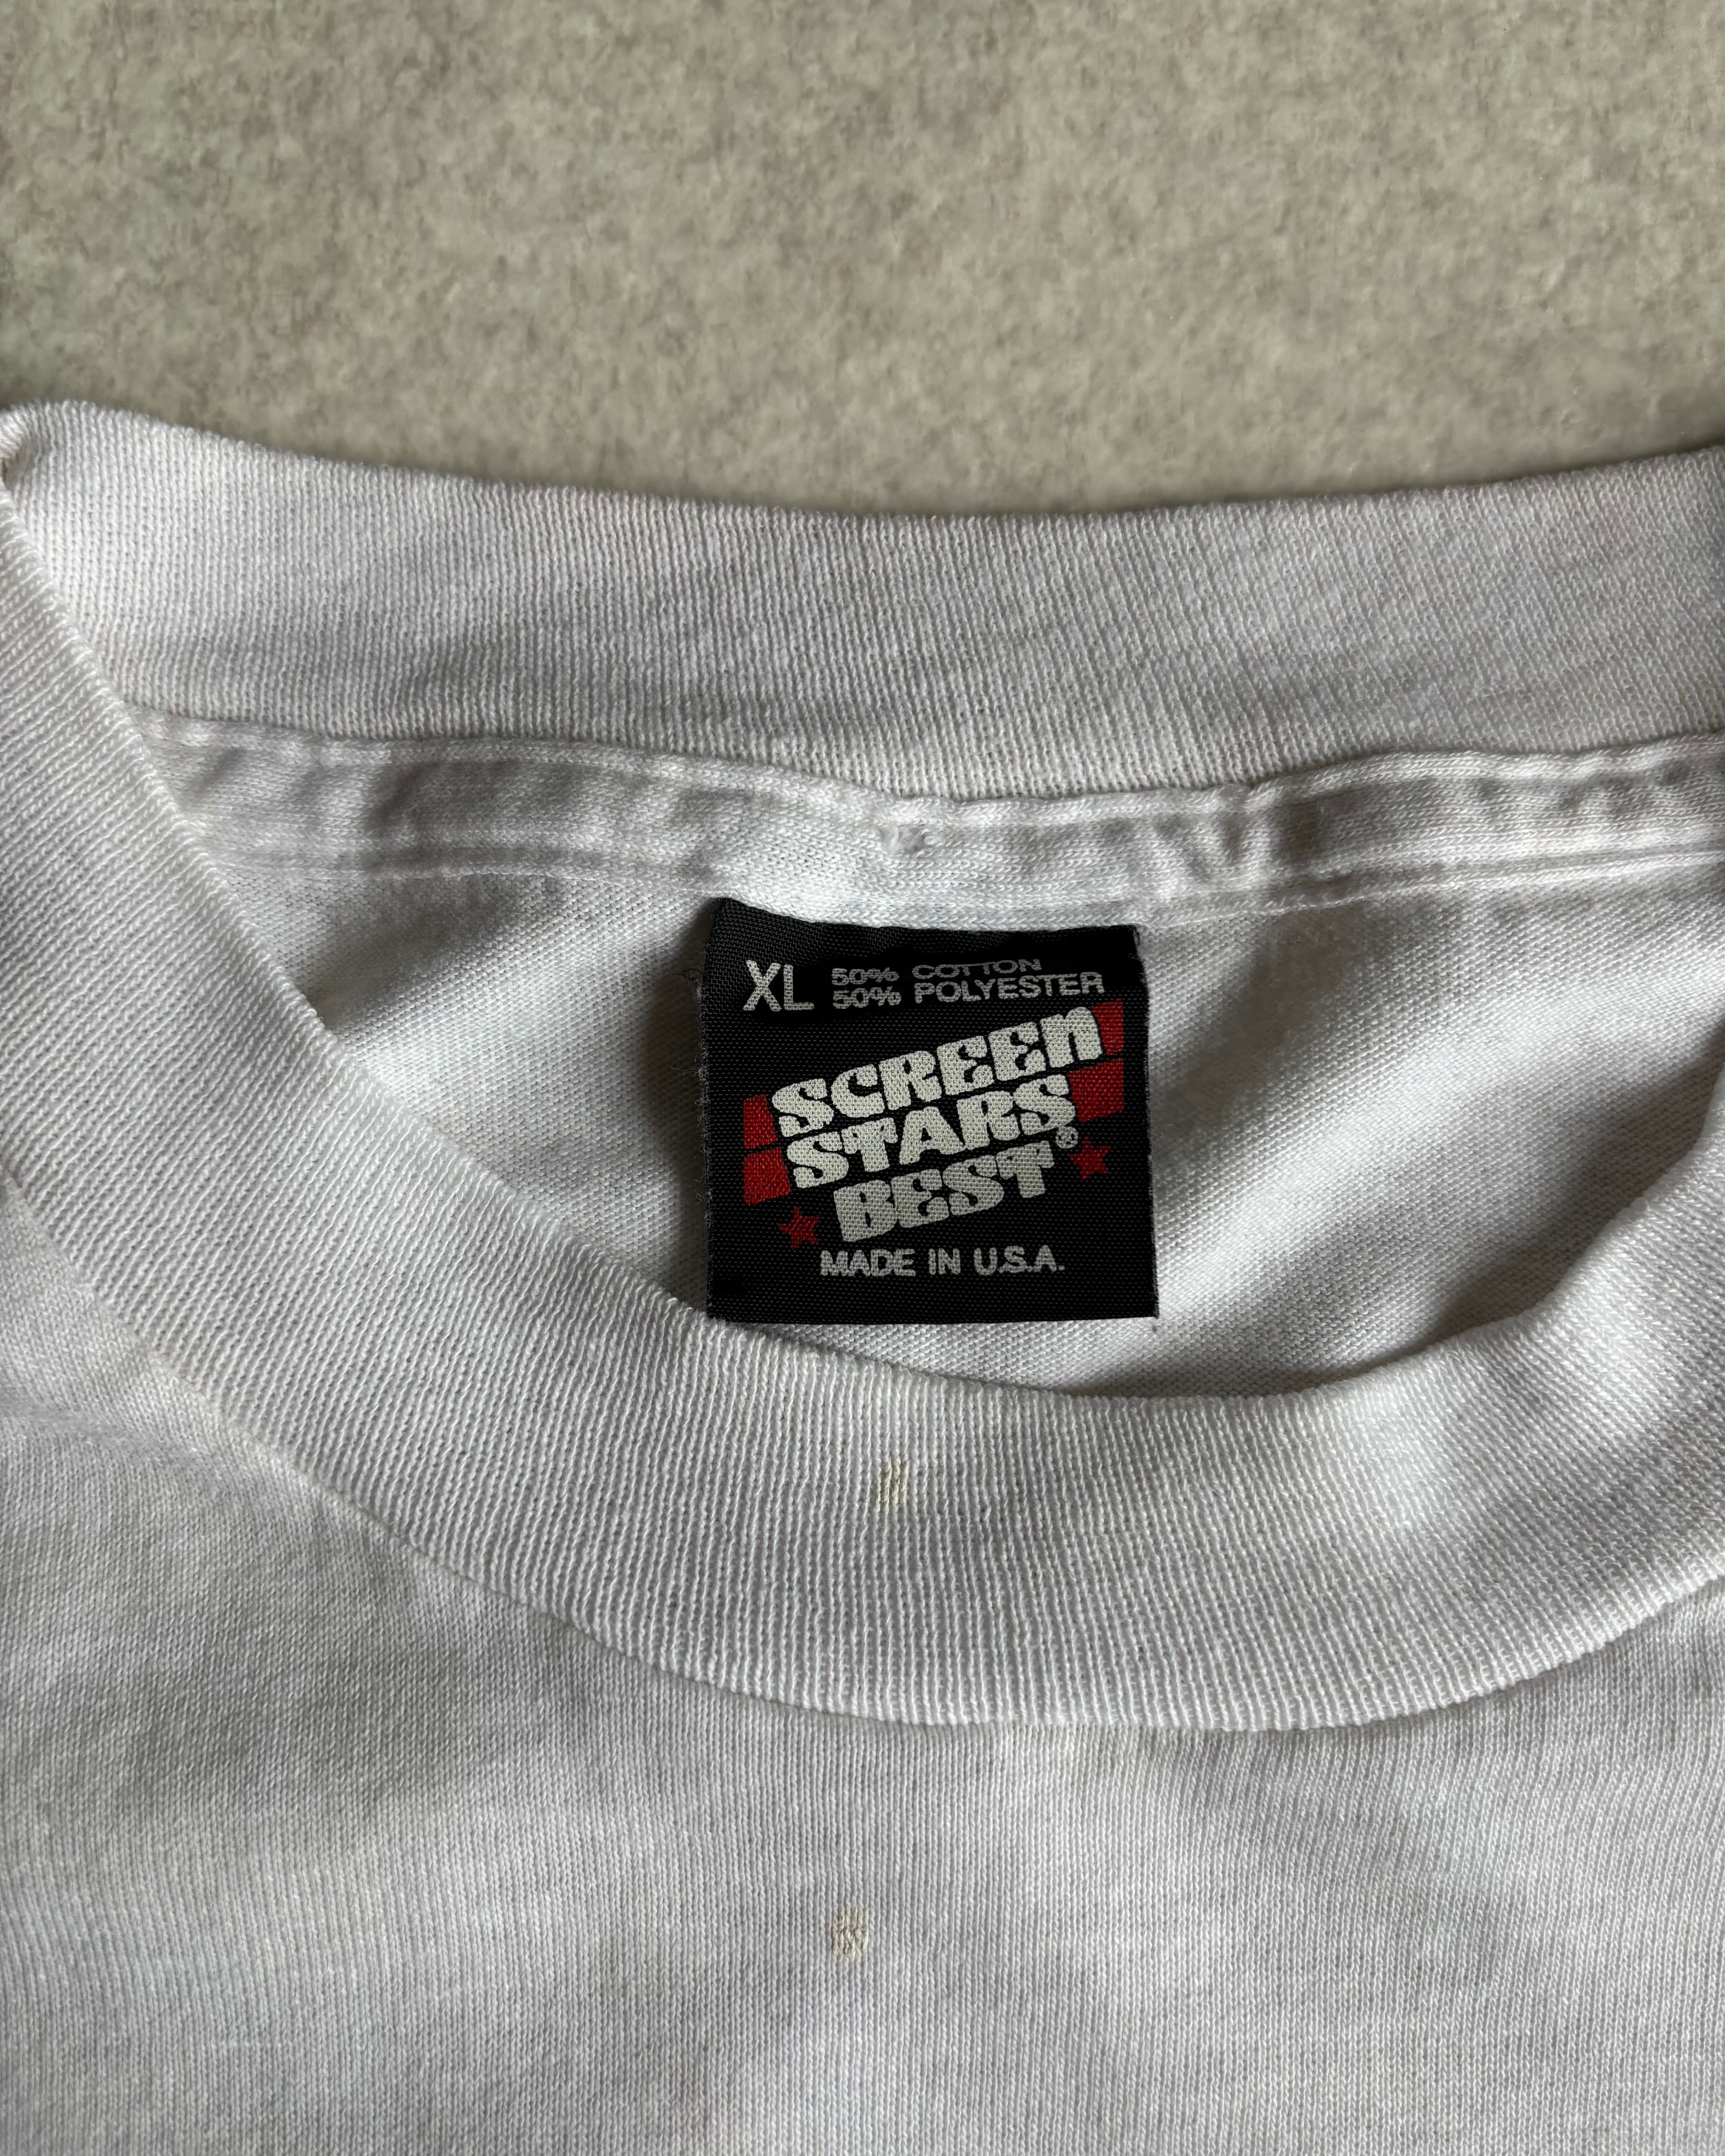 XL 50% COTTON
50% POLYESTER
SCREEN
STARS
BEST®
MADE IN U.S.A.